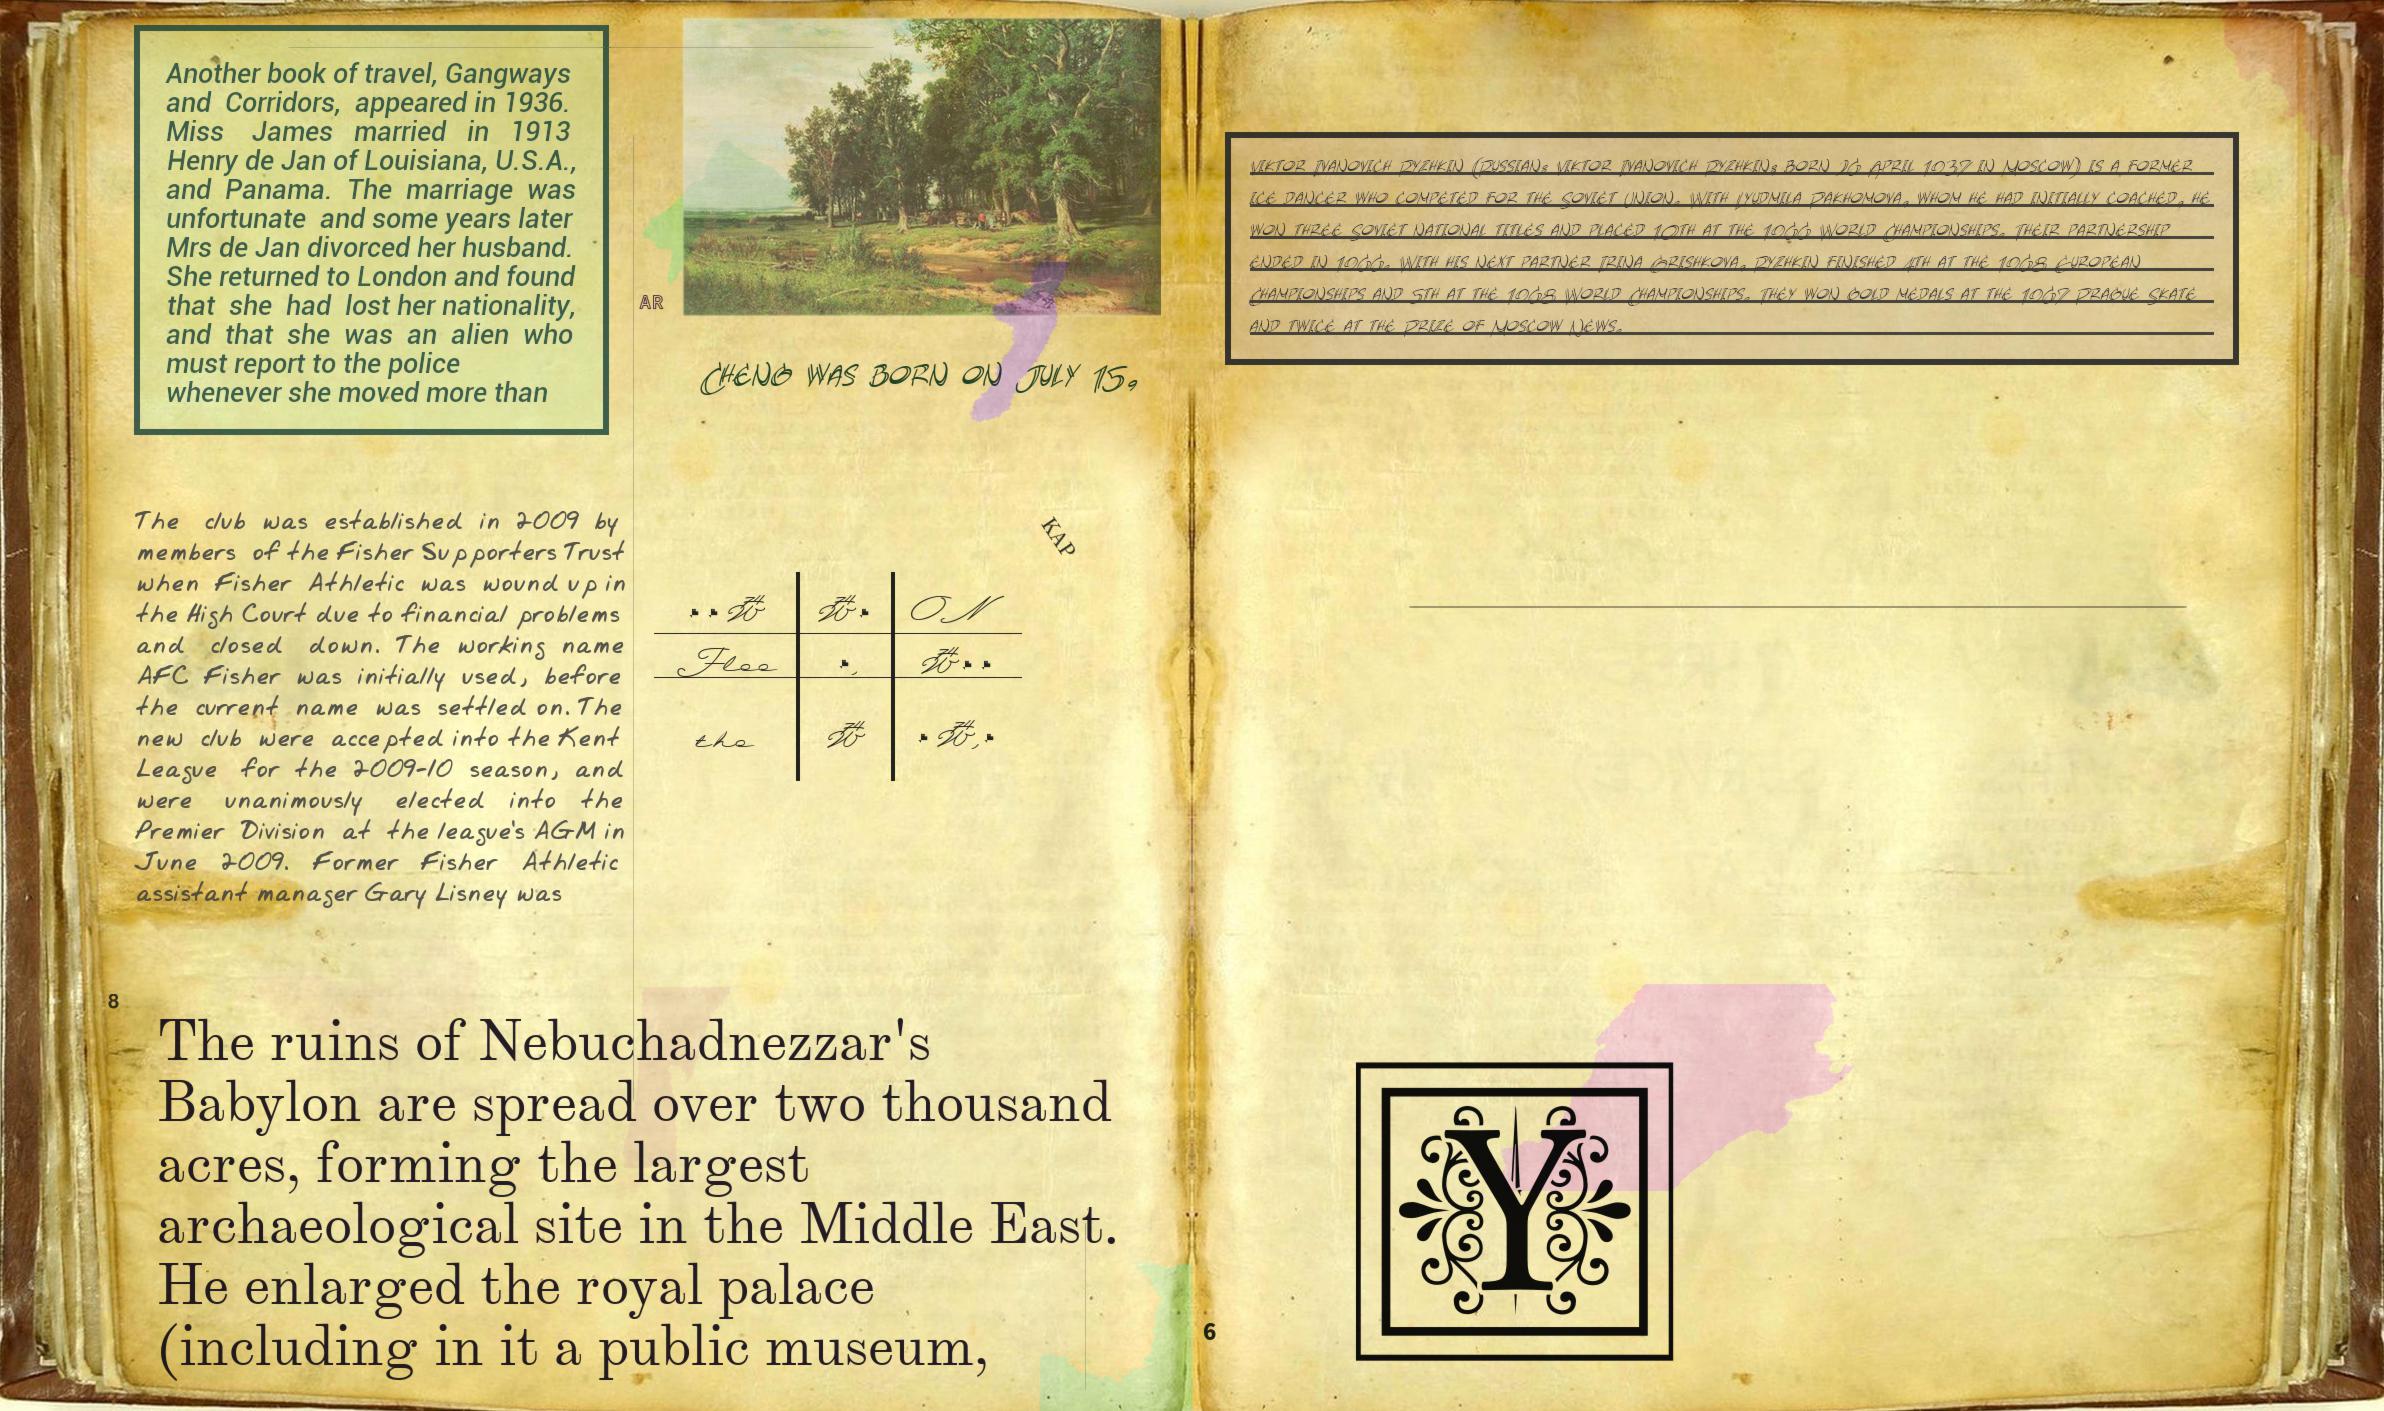 Another book of travel, Gangways
and Corridors, appeared in 1936.
Miss James married in 1913
Henry de Jan of Louisiana, U.S.A.,
and Panama. The marriage was
unfortunate and some years later
Mrs de Jan divorced her husband.
She returned to London and found
that she had lost her nationality,
and that she was an alien who
must report to the police
whenever she moved more than
AR
CHENG WAS BORN ON JULY 15,
The club was established in 2009 by
members of the Fisher Supporters Trust
when Fisher Athletic was wound up in
the High Court due to financial problems
and closed down. The working name
AFC Fisher was initially used, before
the current name was settled on. The
new club were accepted into the Kent
League for the 2009-10 season, and
were unanimously elected into the
Premier Division at the league's AGM in
June 2009. Former Fisher Athletic
assistant manager Gary Lisney was
KAP
ON
Flee
the
8
The ruins of Nebuchadnezzar's
Babylon are spread over two thousand
acres, forming the largest
archaeological site in the Middle East.
He enlarged the royal palace
(including in it a public museum,
VIKTOR IVANOVICH RYZHKIN (RUSSIAN: VIKTOR IVANOVICH RYZHKIN; BORN 26 APRIL 1937 IN MOSCOW) IS A FORMER
ICE DANCER WHO COMPETED FOR THE SOVIET UNION. WITH LYUDMILA PAKHOMOVA, WHOM HE HAD INITIALLY COACHED, HE
WON THREE SOVIET NATIONAL TITLES AND PLACED 10TH AT THE 1966 WORLD CHAMPIONSHIPS. THEIR PARTNERSHIP
ENDED IN 1966. WITH HIS NEXT PARTNER IRINA GRISHKOVA, RYZHKIN FINISHED 4TH AT THE 1968 EUROPEAN
CHAMPIONSHIPS AND 5TH AT THE 1968 WORLD CHAMPIONSHIPS. THEY WON GOLD MEDALS AT THE 1967 PRAGUE SKATE
AND TWICE AT THE PRIZE OF MOSCOW NEWS.
Y
6